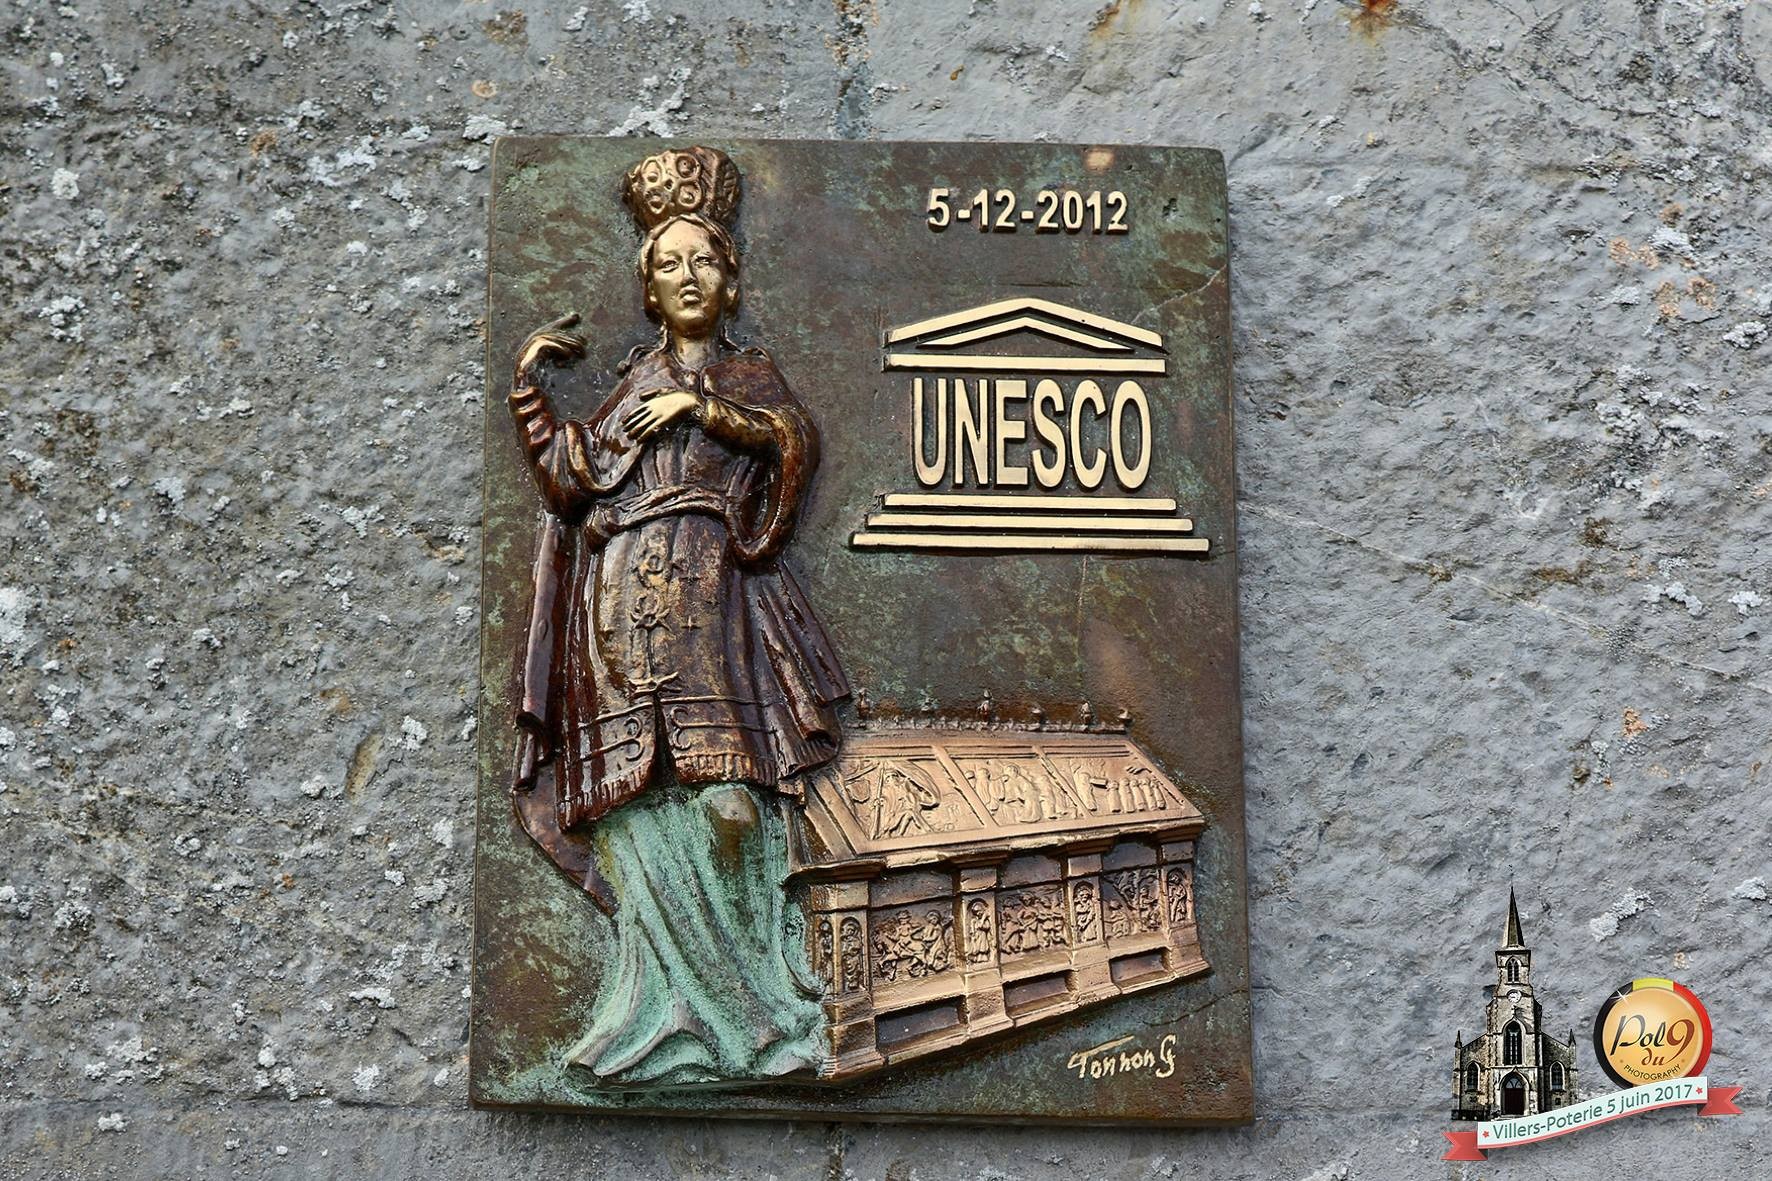 5-12-2012
UNESCO
Tonnon G
Pol
du
9
PHOTOGRAPHY
Villers-Poterie 5 juin 2017